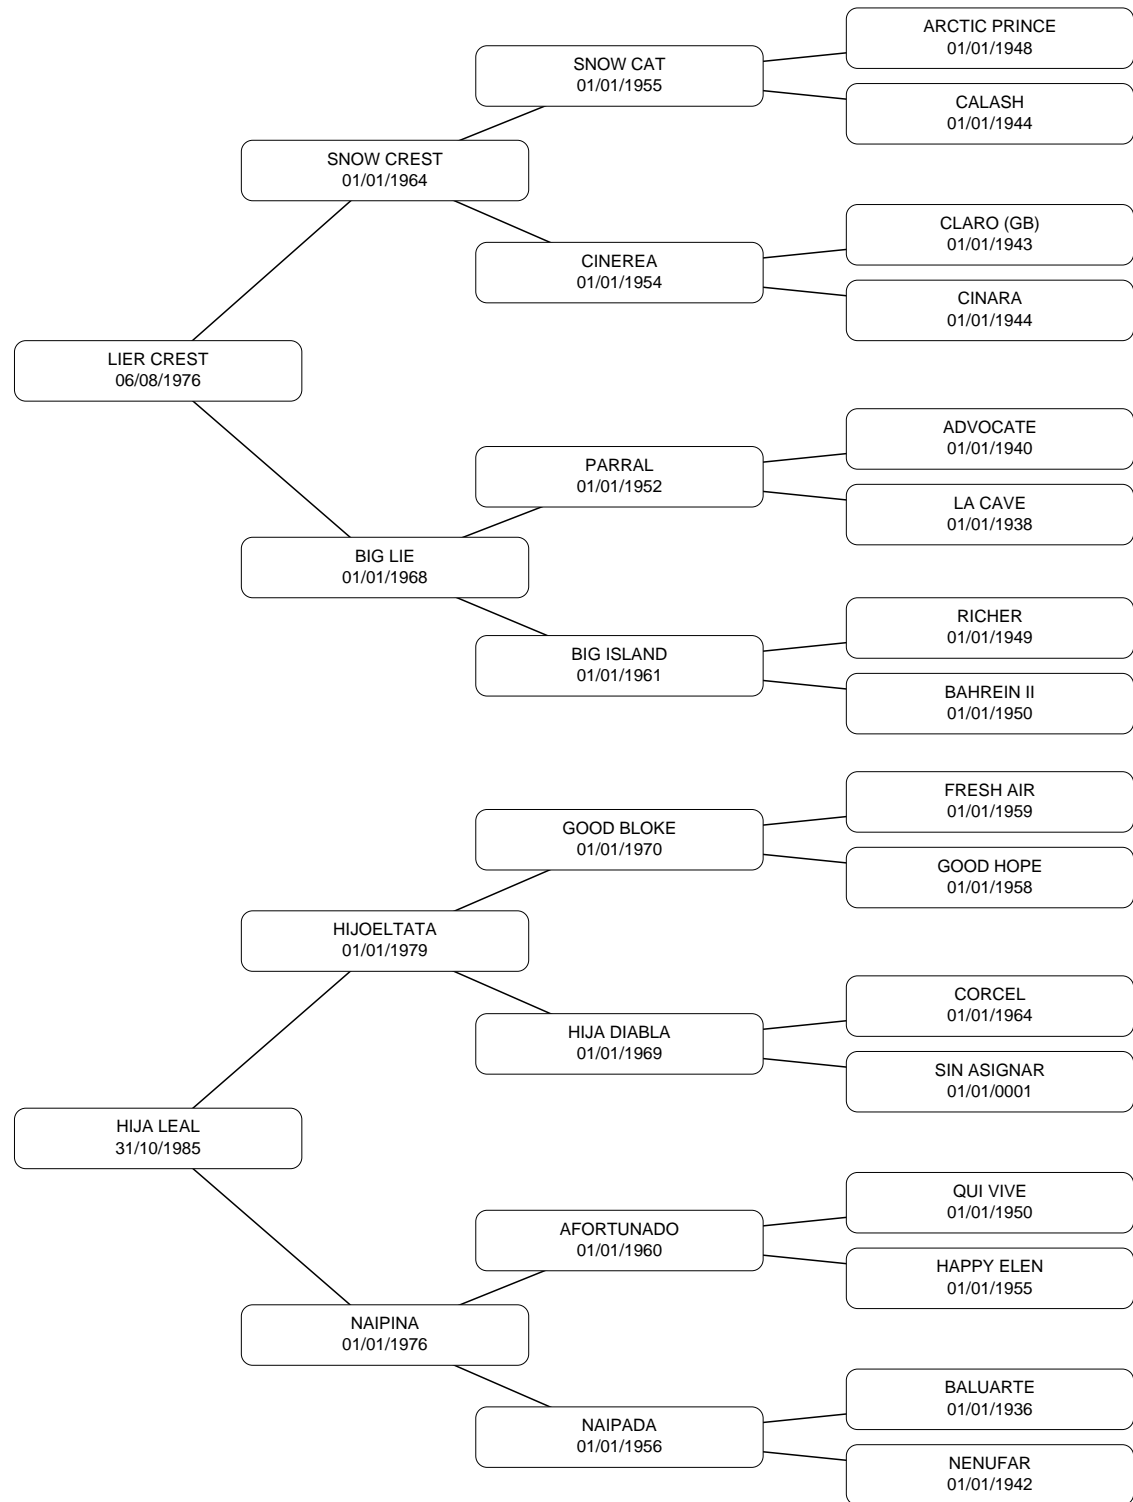 ARCTIC PRINCE
01/01/1948
SNOW CAT
01/01/1955
CALASH
01/01/1944
SNOW CREST
01/01/1964
CLARO (GB)
01/01/1943
CINEREA
01/01/1954
CINARA
01/01/1944
LIER CREST
06/08/1976
ADVOCATE
01/01/1940
PARRAL
01/01/1952
LA CAVE
01/01/1938
BIG LIE
01/01/1968
RICHER
01/01/1949
BIG ISLAND
01/01/1961
BAHREIN II
01/01/1950
FRESH AIR
01/01/1959
GOOD BLOKE
01/01/1970
GOOD HOPE
01/01/1958
HIJOELTATA
01/01/1979
CORCEL
01/01/1964
HIJA DIABLA
01/01/1969
SIN ASIGNAR
01/01/0001
HIJA LEAL
31/10/1985
QUI VIVE
01/01/1950
AFORTUNADO
01/01/1960
HAPPY ELEN
01/01/1955
NAIPINA
01/01/1976
BALUARTE
01/01/1936
NAIPADA
01/01/1956
NENUFAR
01/01/1942